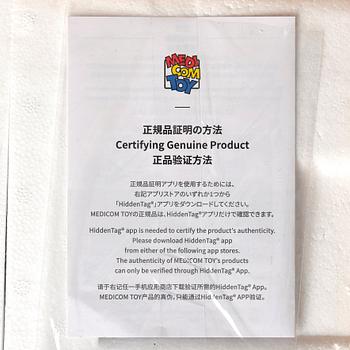 MEDI
COM
TOY
正規品証明の方法
Certifying Genuine Product
正品验证方法
正規品証明アプリを使用するためには、
右記アプリストアのいずれか1つから
「HiddenTag®」アプリをダウンロードしてください。
MEDICOM TOYの正規品は、HiddenTag®アプリだけで確認できます。
HiddenTag® app is needed to certify the product's authenticity.
Please download HiddenTag® app
from either of the following app stores.
The authenticity of MEDICOM TOY's products
can only be verified through HiddenTag® App.
请于右记任一手机应用商店下载验证所需的HiddenTag® App。
MEDICOM TOY产品的真伪，只能通过HiddenTag® APP验证。